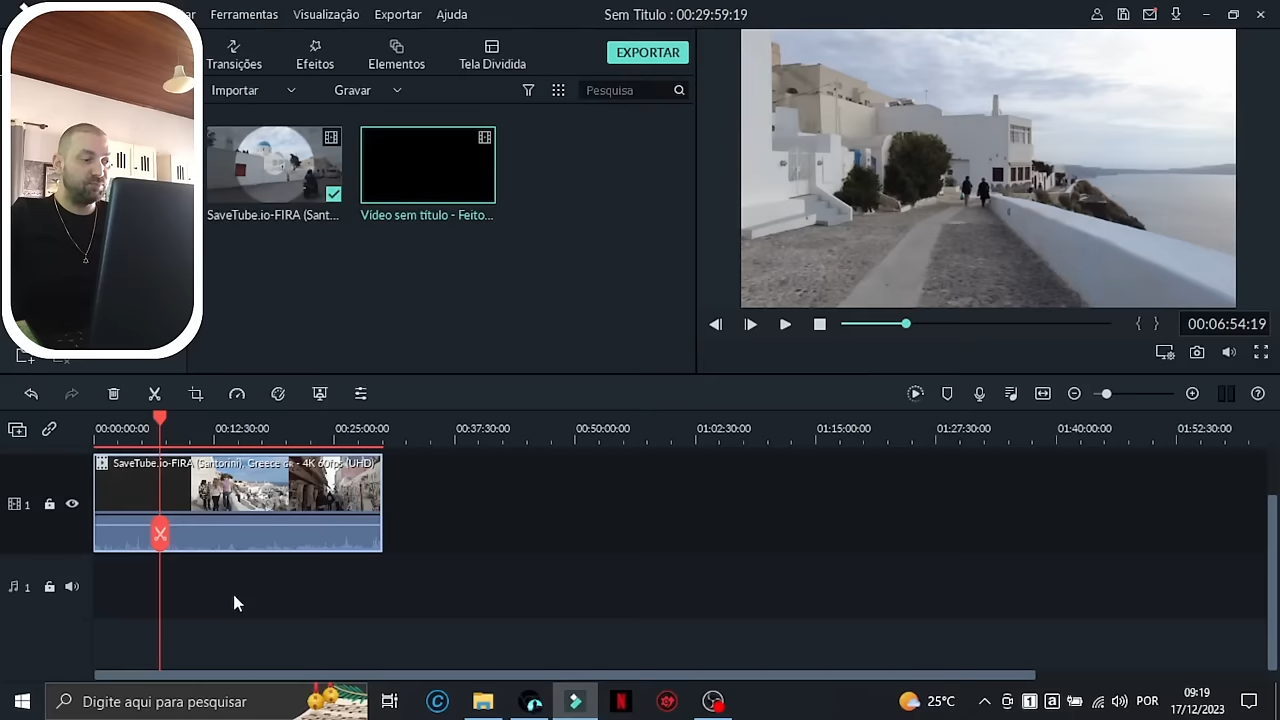 Ferramentas Visualização Exportar Ajuda
Sem Titulo : 00:29:59:19
Transições Efeitos Elementos Tela Dividida
EXPORTAR
Importar Gravar Pesquisa
SaveTube.io-FIRA (Sant... Vídeo sem título - Feito...
00:06:54:19
00:00:00:00 00:12:30:00 00:25:00:00 00:37:30:00 00:50:00:00 01:02:30:00 01:15:00:00 01:27:30:00 01:40:00:00 01:52:30:00
SaveTube.io-FIRA (Santorini), Greece - 4K 60fps (UHD)
1
1
Digite aqui para pesquisar
N
25°C
1
a
POR
09:19
17/12/2023